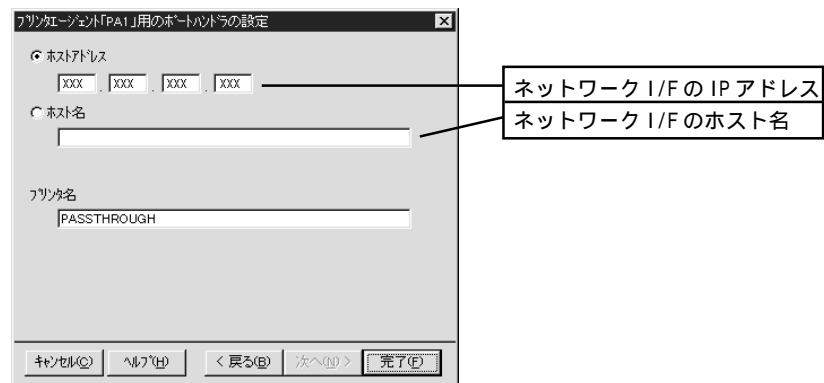 プリンタエージェント「PA1」用のポートハンドラの設定
ホストアドレス
XXX . XXX . XXX . XXX
ネットワーク I/F の IP アドレス
ホスト名
ネットワーク I/F のホスト名
プリンタ名
PASSTHROUGH
キャンセル(C) ヘルプ(H) < 戻る(B) 次へ(N) > 完了(F)